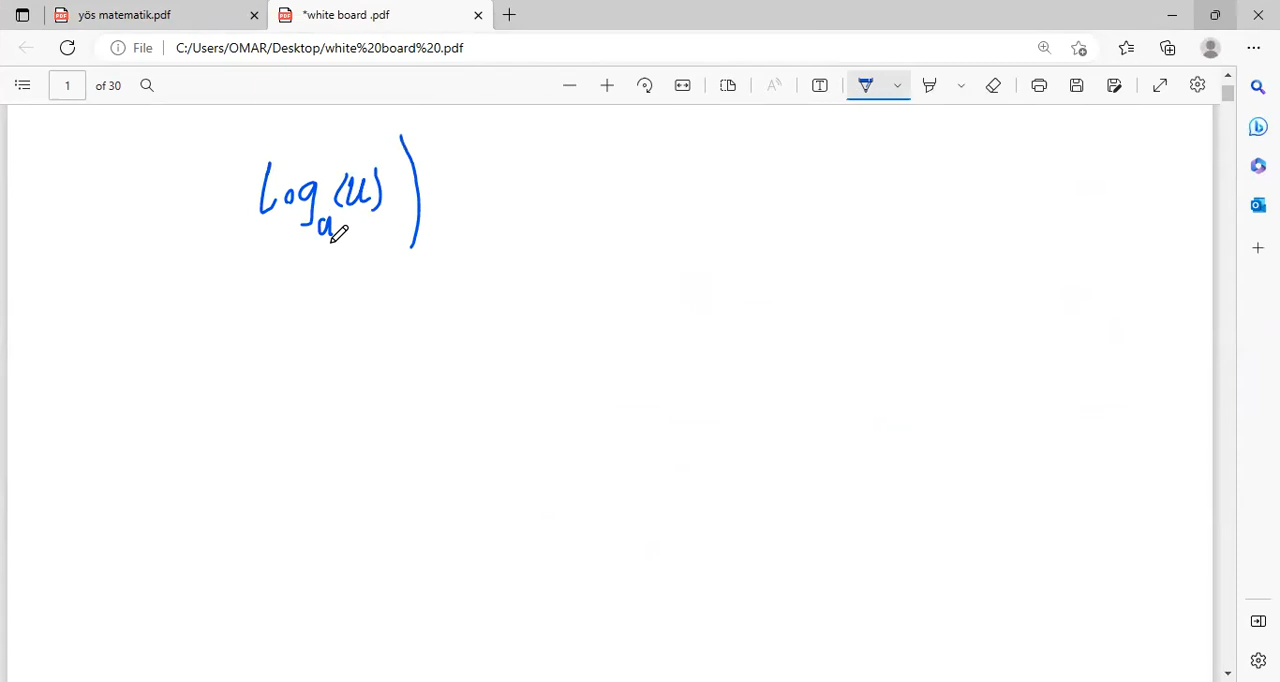 yös matematik.pdf
*white board .pdf
File
C:/Users/OMAR/Desktop/white%20board%20.pdf
1 of 30
log_a(u) )